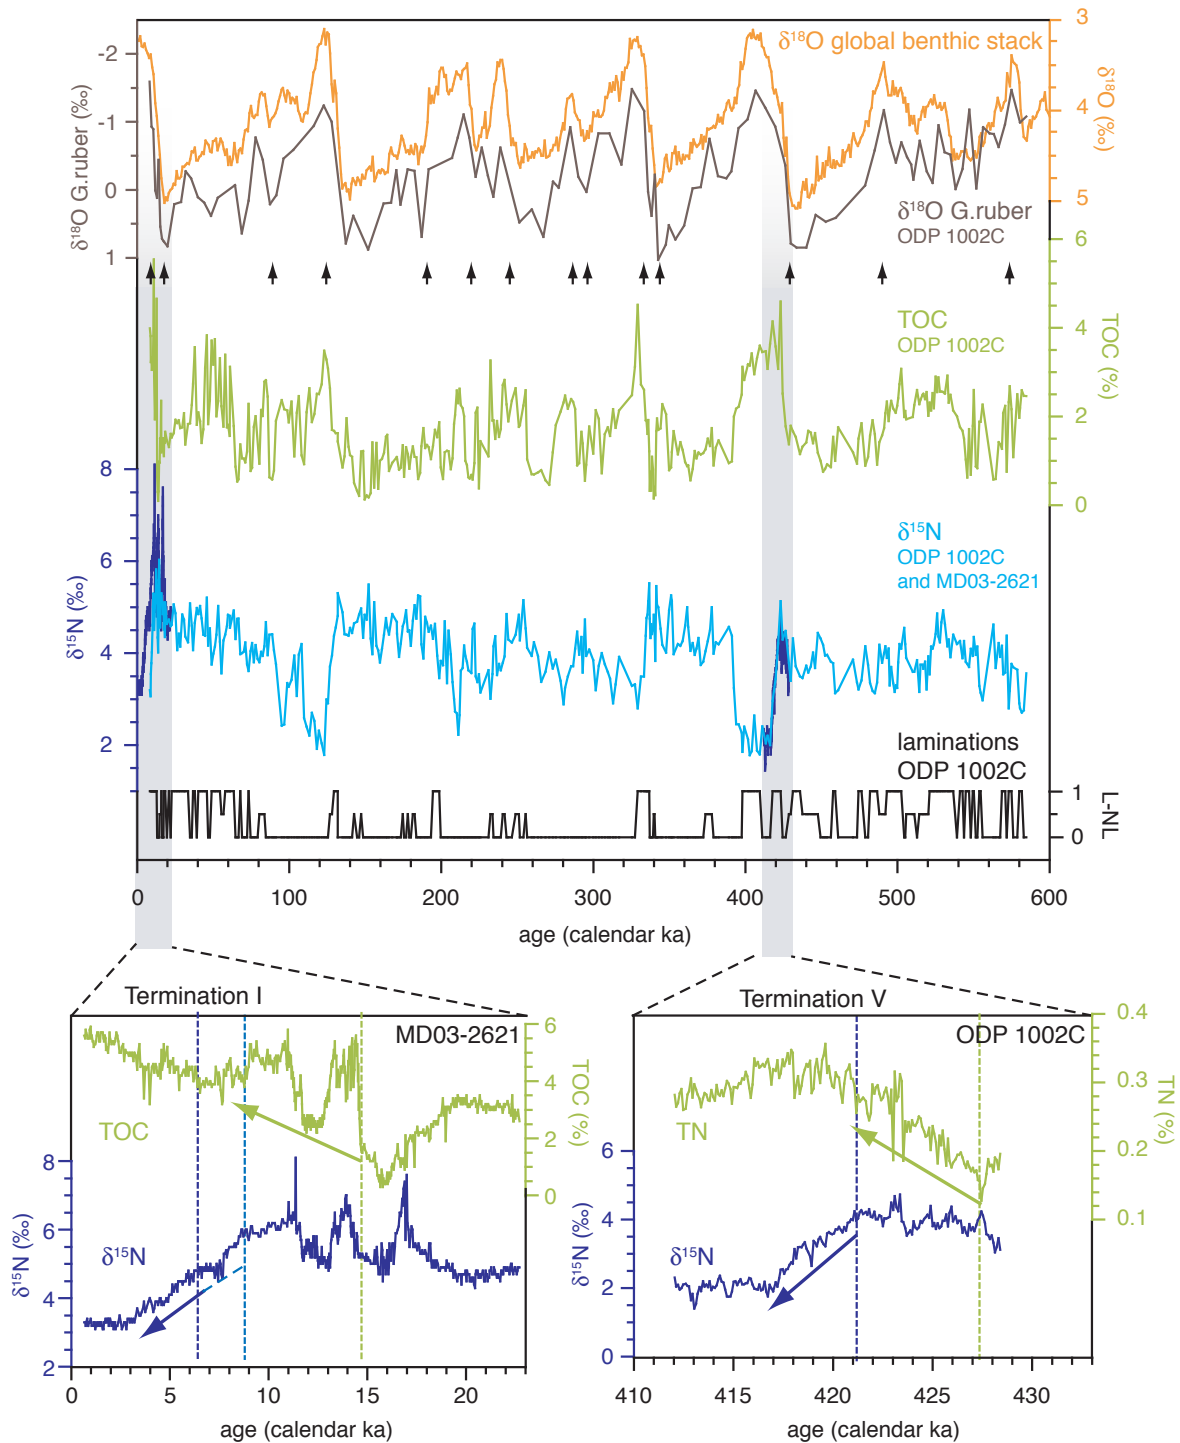 3
4
5
δ18O (‰)
-2
-1
0
1
δ18O G.ruber (‰)
δ18O global benthic stack
δ18O G.ruber
ODP 1002C
6
4
2
0
TOC (%)
TOC
ODP 1002C
8
6
4
2
δ15N (‰)
δ15N
ODP 1002C
and MD03-2621
laminations
ODP 1002C
1
0
L-NL
0 100 200 300 400 500 600
age (calendar ka)
Termination I
MD03-2621
6
4
2
0
TOC (%)
TOC
8
6
4
2
δ15N (‰)
δ15N
0 5 10 15 20
age (calendar ka)
Termination V
ODP 1002C
0.4
0.3
0.2
0.1
TN (%)
TN
6
4
2
0
δ15N (‰)
δ15N
410 415 420 425 430
age (calendar ka)